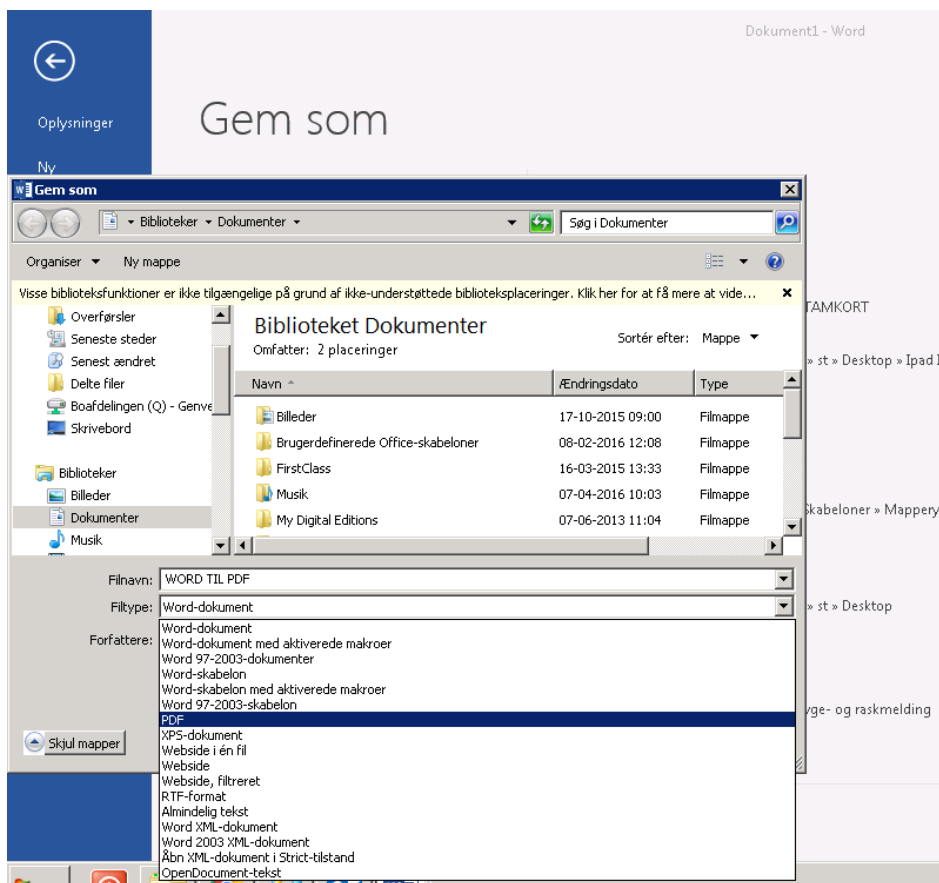 Dokument1 - Word
Oplysninger
Gem som
Ny
Gem som
Biblioteker Dokumenter
Søg i Dokumenter
Organiser Ny mappe
Visse biblioteksfunktioner er ikke tilgængelige på grund af ikke-understøttede biblioteksplaceringer. Klik her for at få mere at vide...
TAMKORT
Overførsler
Seneste steder
Senest ændret
Delte filer
Boafdelingen (Q) - Genve
Skrivebord
Biblioteker
Billeder
Dokumenter
Musik
Biblioteket Dokumenter
Omfatter: 2 placeringer
Sortér efter: Mappe
» st » Desktop » Ipad
Navn Ændringsdato Type
Billeder 17-10-2015 09:00 Filmappe
Brugerdefinerede Office-skabeloner 08-02-2016 12:08 Filmappe
FirstClass 16-03-2015 13:33 Filmappe
Musik 07-04-2016 10:03 Filmappe
My Digital Editions 07-06-2013 11:04 Filmappe
Skabeloner » Mappery
Filnavn: WORD TIL PDF
Filtype: Word-dokument
» st » Desktop
Forfattere:
Word-dokument
Word-dokument med aktiverede makroer
Word 97-2003-dokumenter
Word-skabelon
Word-skabelon med aktiverede makroer
Word 97-2003-skabelon
PDF
XPS-dokument
Webside i én fil
Webside
Webside, filtreret
RTF-format
Almindelig tekst
Word XML-dokument
Word 2003 XML-dokument
Åbn XML-dokument i Strict-tilstand
OpenDocument-tekst
yge- og raskmelding
Skjul mapper